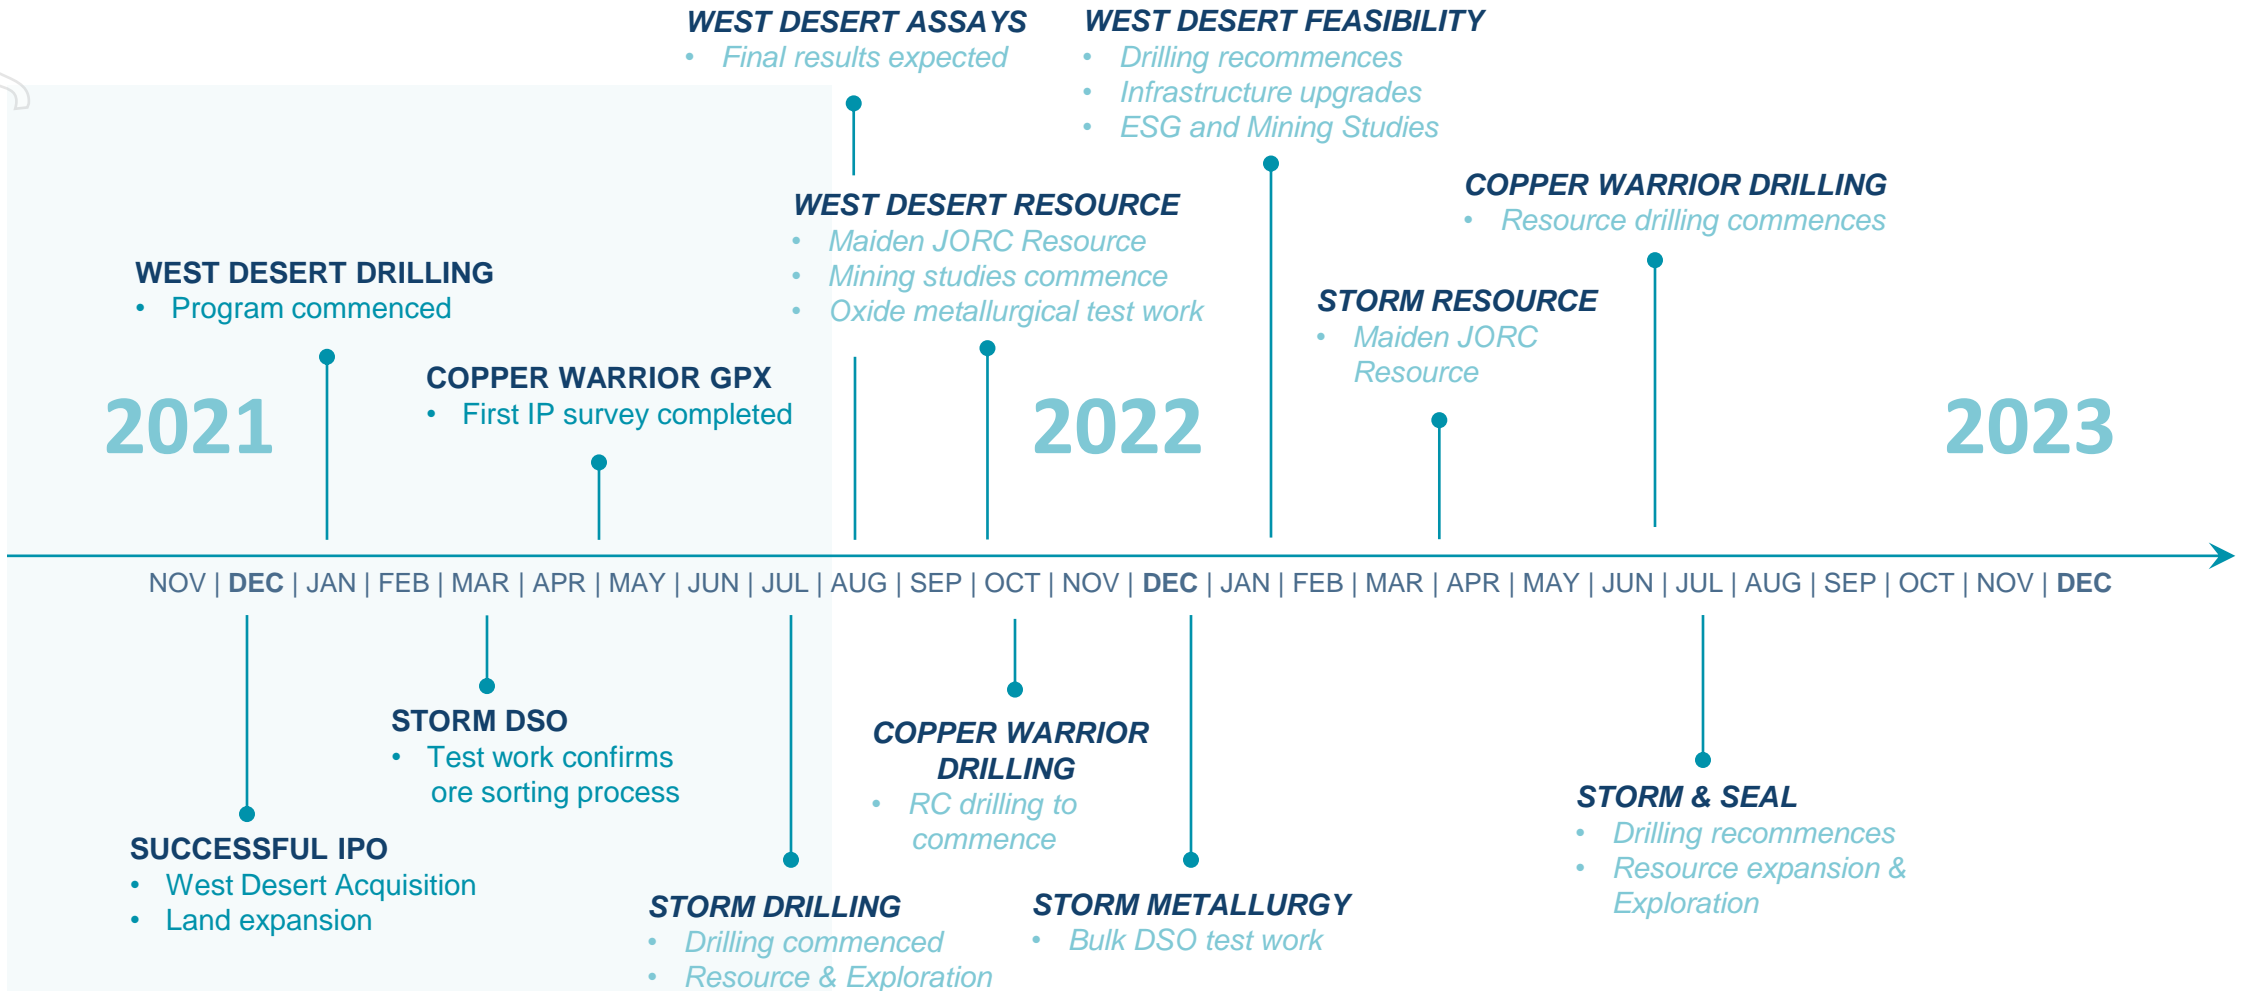 WEST DESERT ASSAYS
• Final results expected
WEST DESERT FEASIBILITY
• Drilling recommences
• Infrastructure upgrades
• ESG and Mining Studies
WEST DESERT RESOURCE
• Maiden JORC Resource
• Mining studies commence
• Oxide metallurgical test work
COPPER WARRIOR DRILLING
• Resource drilling commences
WEST DESERT DRILLING
• Program commenced
COPPER WARRIOR GPX
• First IP survey completed
STORM RESOURCE
• Maiden JORC
Resource
2021
2022
2023
NOV | DEC | JAN | FEB | MAR | APR | MAY | JUN | JUL | AUG | SEP | OCT | NOV | DEC | JAN | FEB | MAR | APR | MAY | JUN | JUL | AUG | SEP | OCT | NOV | DEC
SUCCESSFUL IPO
• West Desert Acquisition
• Land expansion
STORM DSO
• Test work confirms
ore sorting process
STORM DRILLING
• Drilling commenced
• Resource & Exploration
COPPER WARRIOR
DRILLING
• RC drilling to
commence
STORM METALLURGY
• Bulk DSO test work
STORM & SEAL
• Drilling recommences
• Resource expansion &
Exploration